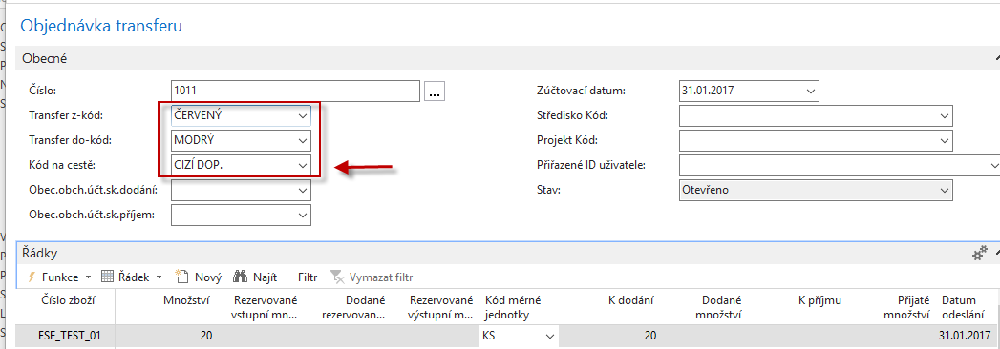 Objednávka transferu
Obecné
Číslo: 1011 ...
Transfer z-kód: ČERVENÝ
Transfer do-kód: MODRÝ
Kód na cestě: CIZÍ DOP.
Obec.obch.účt.sk.dodání:
Obec.obch.účt.sk.příjem:
Zúčtovací datum: 31.01.2017
Středisko Kód:
Projekt Kód:
Přiřazené ID uživatele:
Stav: Otevřeno
Řádky
Funkce Řádek Nový Najít Filtr Vymazat filtr
Číslo zboží Množství Rezervované vstupní mn... Dodané rezervovan... Rezervované výstupní m... Kód měrné jednotky K dodání Dodané množství K příjmu Přijaté množství Datum odeslání
ESF_TEST_01 20 KS 20 31.01.2017